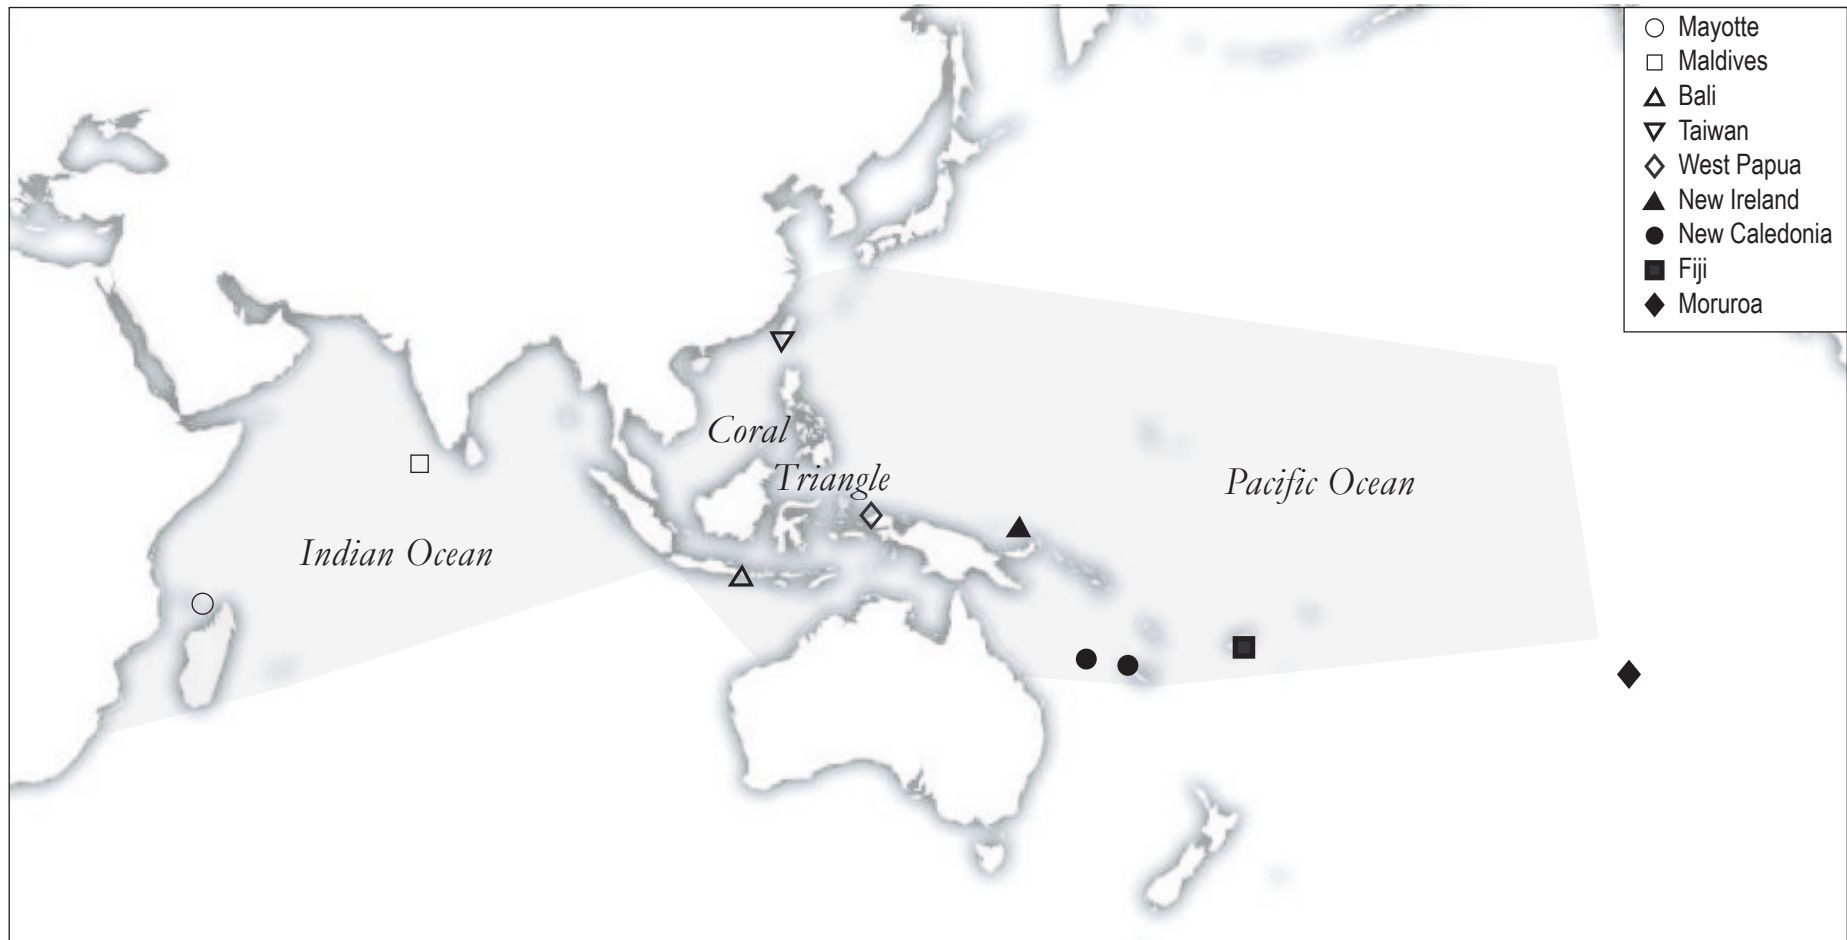 Mayotte
Maldives
Bali
Taiwan
West Papua
New Ireland
New Caledonia
Fiji
Moruroa
Coral
Triangle
Pacific Ocean
Indian Ocean